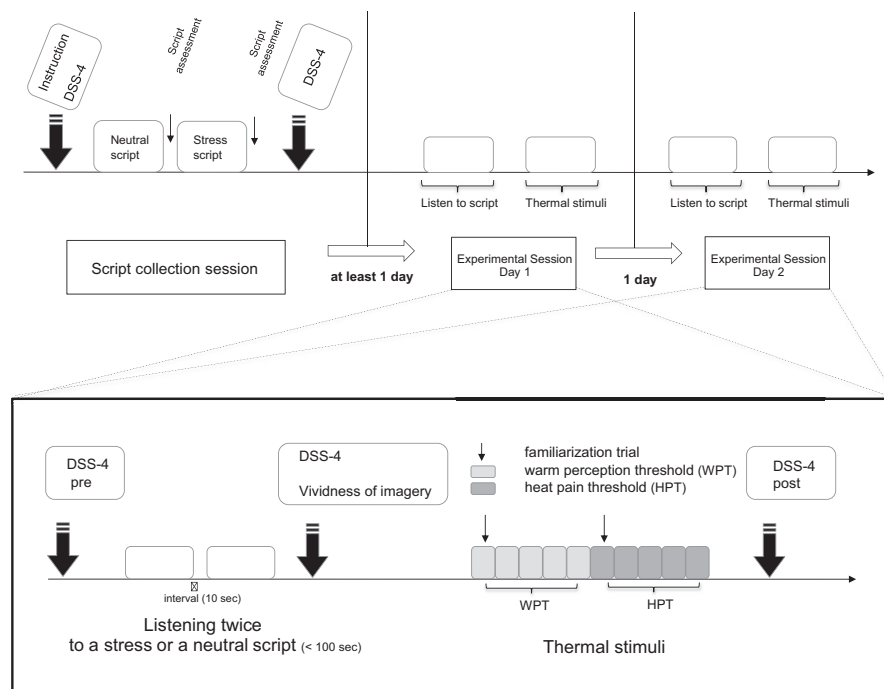 Instruction
DSS-4
Script
assessment
Script
assessment
DSS-4
Neutral
script
Stress
script
Listen to script
Thermal stimuli
Listen to script
Thermal stimuli
Script collection session
at least 1 day
Experimental Session
Day 1
1 day
Experimental Session
Day 2
DSS-4
pre
DSS-4
Vividness of imagery
familiarization trial
warm perception threshold (WPT)
heat pain threshold (HPT)
DSS-4
post
interval (10 sec)
WPT
HPT
Listening twice
to a stress or a neutral script (< 100 sec)
Thermal stimuli